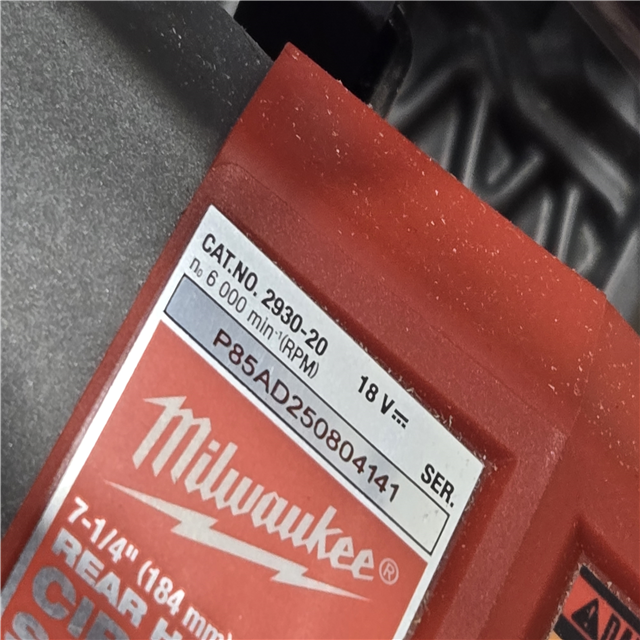 CAT.NO. 2930-20 18 V⎓ SER.
n₀ 6 000 min⁻¹(RPM)
P85AD250804141
Milwaukee®
7-1/4" (184 mm)
REAR